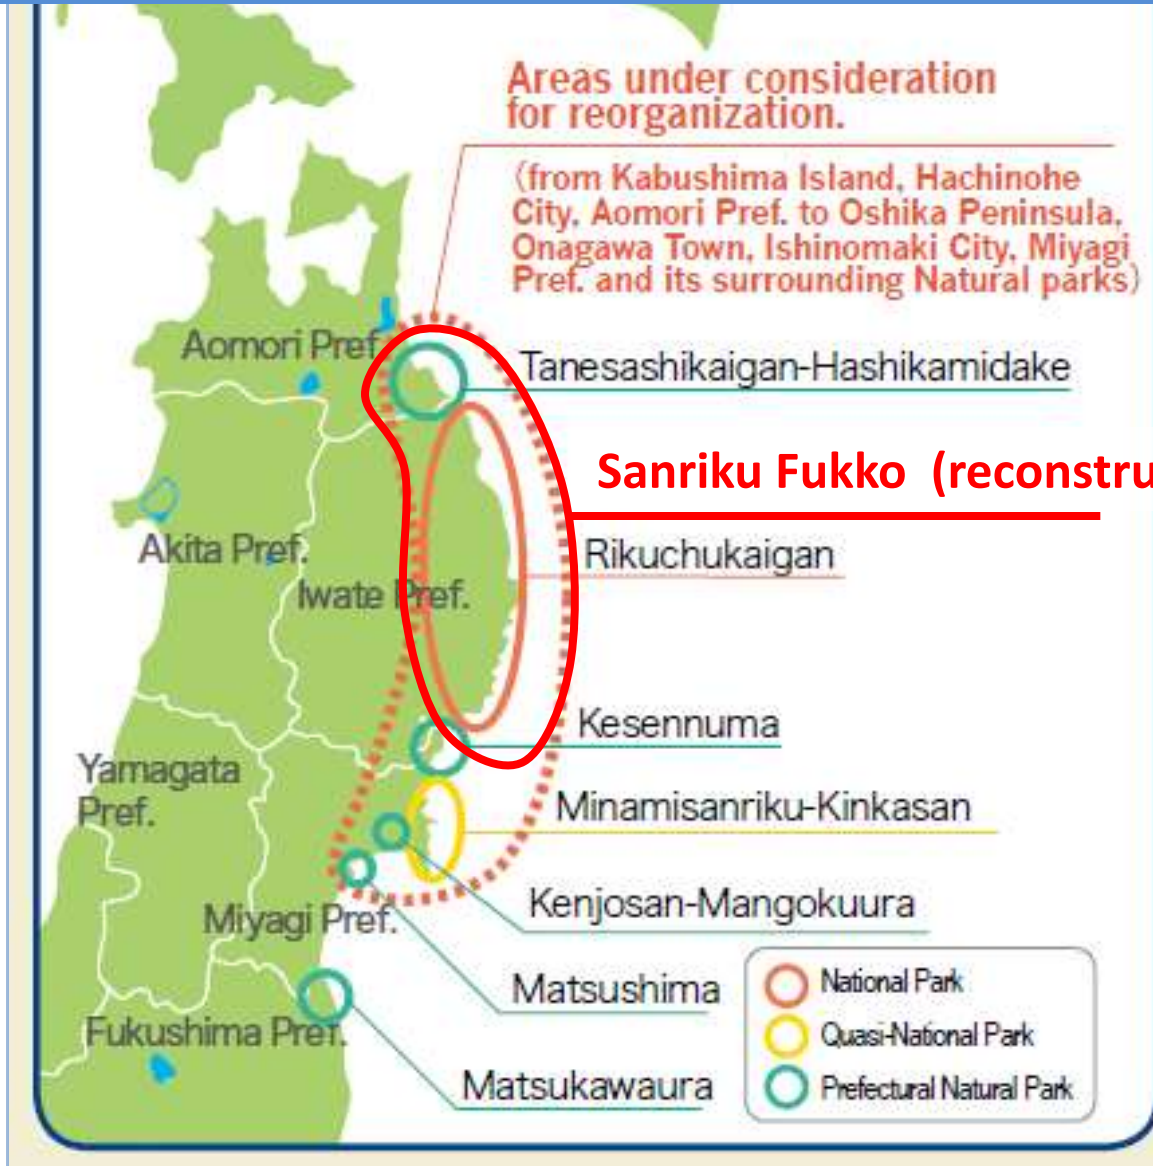 Areas under consideration
for reorganization.
(from Kabushima Island, Hachinohe
City, Aomori Pref. to Oshika Peninsula,
Onagawa Town, Ishinomaki City, Miyagi
Pref. and its surrounding Natural parks)
Aomori Pref.
Tanesashikaigan-Hashikamidake
Sanriku Fukko (reconstru
Akita Pref.
Rikuchukaigan
Iwate Pref.
Kesennuma
Yamagata
Pref.
Minamisanriku-Kinkasan
Miyagi Pref.
Kenjosan-Mangokuura
Matsushima
Fukushima Pref.
Matsukawaura
National Park
Quasi-National Park
Prefectural Natural Park